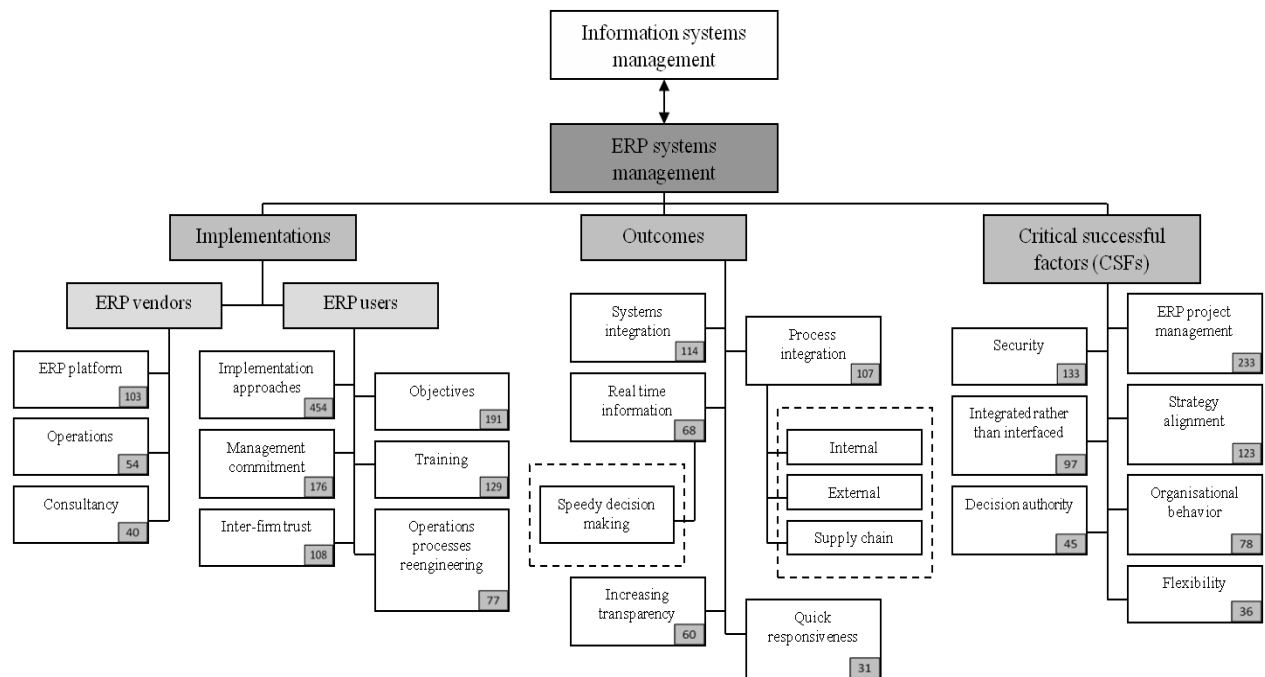 Information systems
management
ERP systems
management
Implementations
Outcomes
Critical successful
factors (CSFs)
ERP vendors
ERP users
ERP platform
103
Operations
54
Consultancy
40
Implementation
approaches
454
Management
commitment
176
Inter-firm trust
108
Objectives
191
Training
129
Operations
processes
reengineering
77
Systems
integration
114
Real time
information
68
Speedy decision
making
Increasing
transparency
60
Process
integration
107
Internal
External
Supply chain
Quick
responsiveness
31
Security
133
Integrated rather
than interfaced
97
Decision authority
45
ERP project
management
233
Strategy
alignment
123
Organisational
behavior
78
Flexibility
36